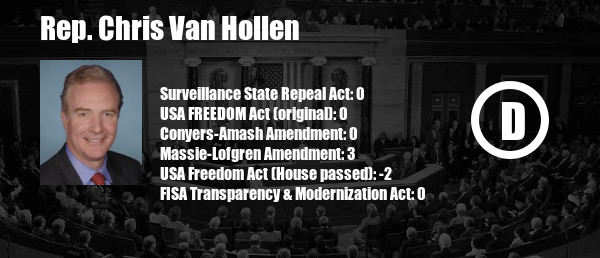 Rep. Chris Van Hollen
Surveillance State Repeal Act: 0
USA FREEDOM Act (original): 0
Conyers-Amash Amendment: 0
Massie-Lofgren Amendment: 3
USA Freedom Act (House passed): -2
FISA Transparency & Modernization Act: 0
D